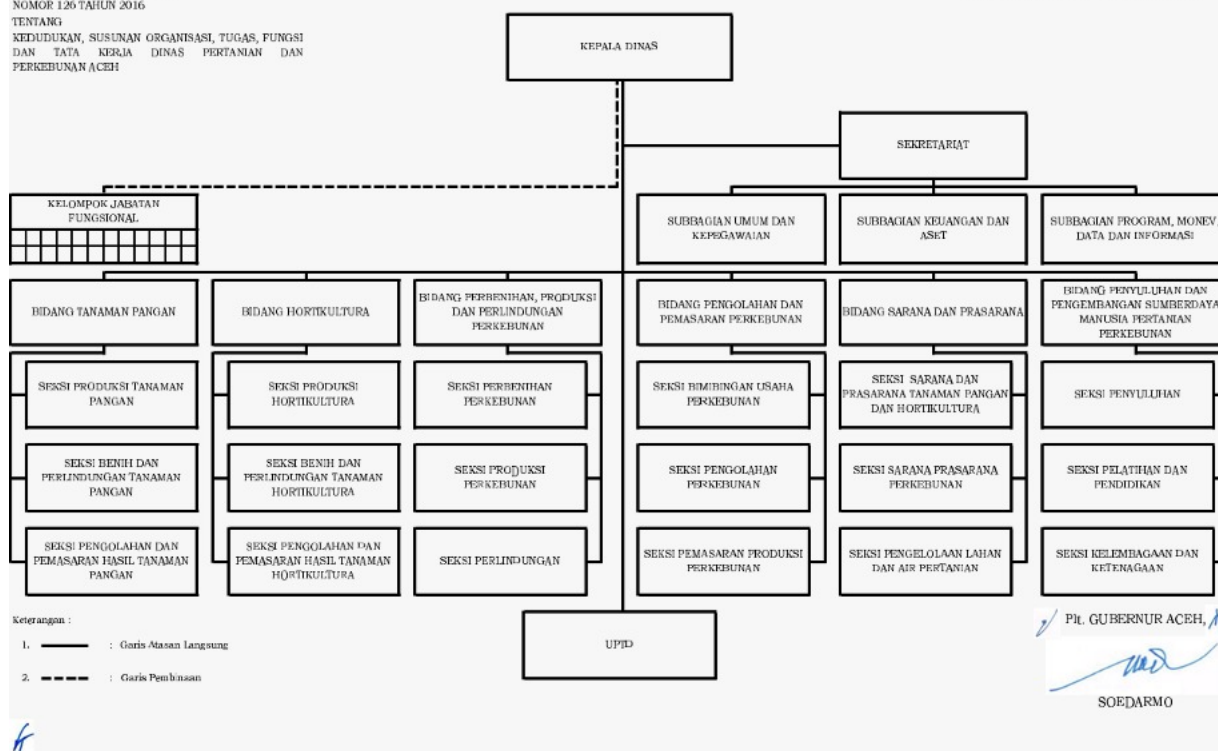 NOMOR 126 TAHUN 2016
TENTANG
KEDUDUKAN, SUSUNAN ORGANISASI, TUGAS, FUNGSI
DAN TATA KERJA DINAS PERTANIAN DAN
PERKEBUNAN ACEH
KEPALA DINAS
SEKRETARIAT
KELOMPOK JABATAN
FUNGSIONAL
SUBBAGIAN UMUM DAN
KEPEGAWAIAN
SUBBAGIAN KEUANGAN DAN
ASET
SUBBAGIAN PROGRAM, MONEV,
DATA DAN INFORMASI
BIDANG TANAMAN PANGAN
BIDANG HORTIKULTURA
BIDANG PERBENIHAN, PRODUKSI
DAN PERLINDUNGAN
PERKEBUNAN
BIDANG PENGOLAHAN DAN
PEMASARAN PERKEBUNAN
BIDANG SARANA DAN PRASARANA
BIDANG PENYULUHAN DAN
PENGEMBANGAN SUMBERDAYA
MANUSIA PERTANIAN
PERKEBUNAN
SEKSI PRODUKSI TANAMAN
PANGAN
SEKSI PRODUKSI
HORTIKULTURA
SEKSI PERBENIHAN
PERKEBUNAN
SEKSI BIMIBINGAN USAHA
PERKEBUNAN
SEKSI SARANA DAN
PRASARANA TANAMAN PANGAN
DAN HORTIKULTURA
SEKSI PENYULUHAN
SEKSI BENIH DAN
PERLINDUNGAN TANAMAN
PANGAN
SEKSI BENIH DAN
PERLINDUNGAN TANAMAN
HORTIKULTURA
SEKSI PRODUKSI
PERKEBUNAN
SEKSI PENGOLAHAN
PERKEBUNAN
SEKSI SARANA PRASARANA
PERKEBUNAN
SEKSI PELATIHAN DAN
PENDIDIKAN
SEKSI PENGOLAHAN DAN
PEMASARAN HASIL TANAMAN
PANGAN
SEKSI PENGOLAHAN DAN
PEMASARAN HASIL TANAMAN
HORTIKULTURA
SEKSI PERLINDUNGAN
SEKSI PEMASARAN PRODUKSI
PERKEBUNAN
SEKSI PENGELOLAAN LAHAN
DAN AIR PERTANIAN
SEKSI KELEMBAGAAN DAN
KETENAGAAN
UPTD
Keterangan :
1. : Garis Atasan Langsung
2. : Garis Pembinaan
Plt. GUBERNUR ACEH,
SOEDARMO